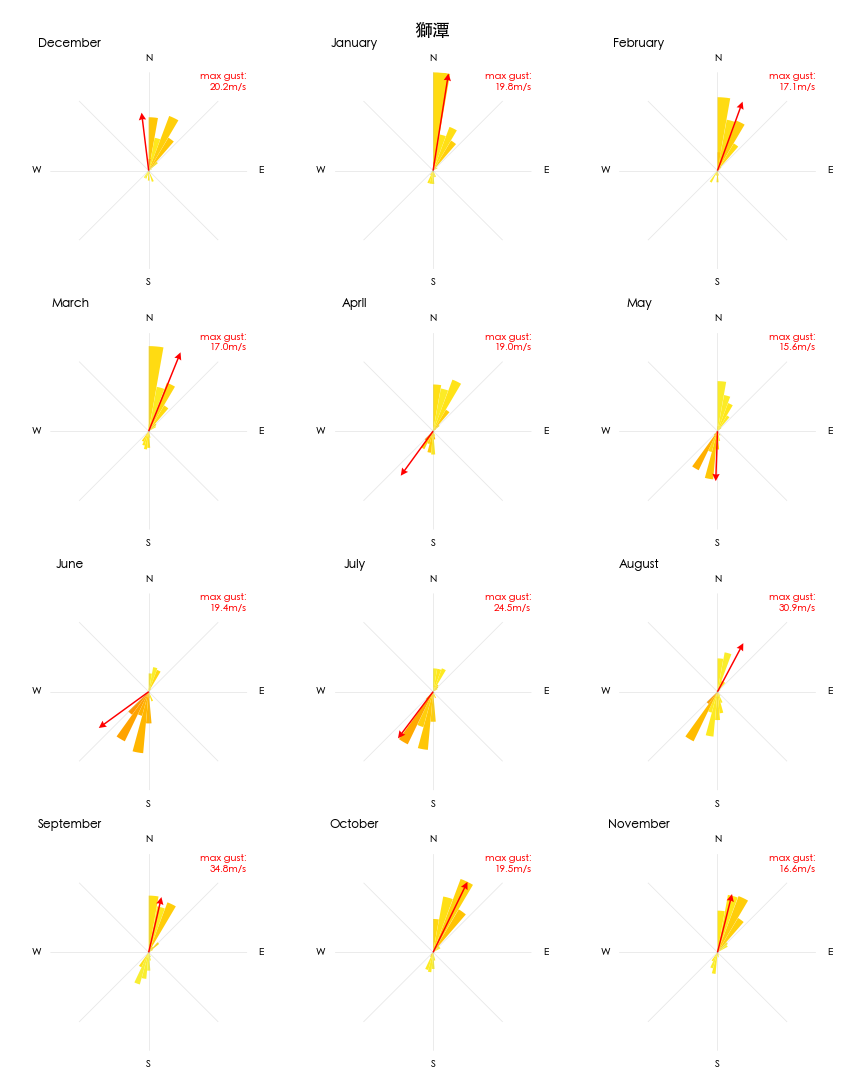 獅潭
December
N
max gust:
20.2m/s
W
E
S
January
N
max gust:
19.8m/s
W
E
S
February
N
max gust:
17.1m/s
W
E
S
March
N
max gust:
17.0m/s
W
E
S
April
N
max gust:
19.0m/s
W
E
S
May
N
max gust:
15.6m/s
W
E
S
June
N
max gust:
19.4m/s
W
E
S
July
N
max gust:
24.5m/s
W
E
S
August
N
max gust:
30.9m/s
W
E
S
September
N
max gust:
34.8m/s
W
E
S
October
N
max gust:
19.5m/s
W
E
S
November
N
max gust:
16.6m/s
W
E
S